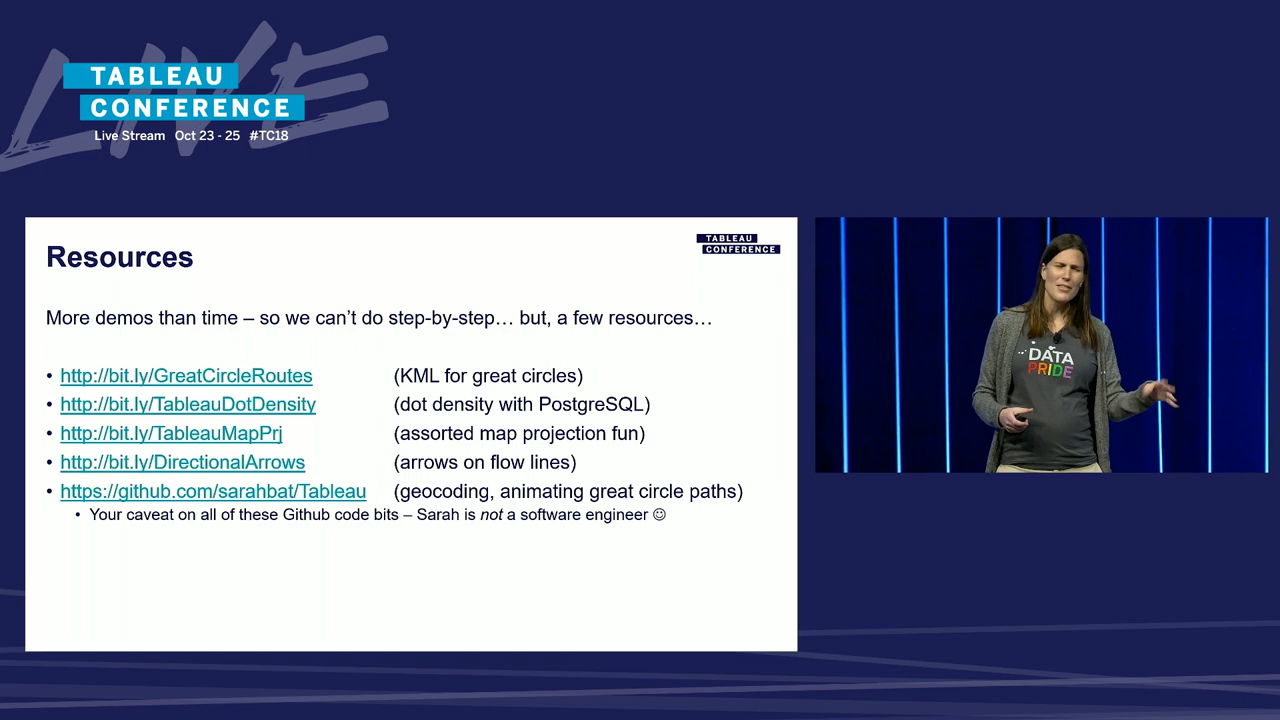 LIVE
TABLEAU
CONFERENCE
Live Stream Oct 23 - 25 #TC18
TABLEAU
CONFERENCE
Resources
More demos than time – so we can't do step-by-step… but, a few resources…
• http://bit.ly/GreatCircleRoutes (KML for great circles)
• http://bit.ly/TableauDotDensity (dot density with PostgreSQL)
• http://bit.ly/TableauMapPrj (assorted map projection fun)
• http://bit.ly/DirectionalArrows (arrows on flow lines)
• https://github.com/sarahbat/Tableau (geocoding, animating great circle paths)
• Your caveat on all of these Github code bits – Sarah is not a software engineer ☺
DATA
PRIDE